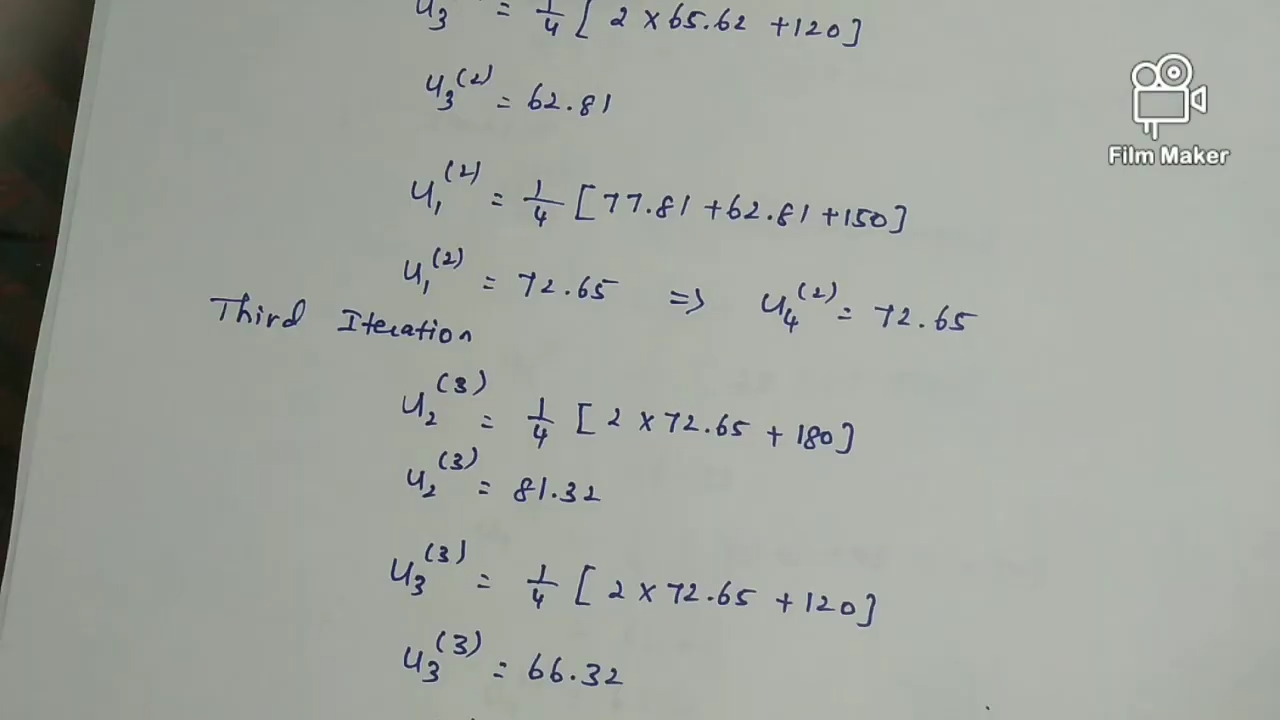 u₃ = 1/4 [ 2 × 65.62 + 120 ]
u₃⁽²⁾ = 62.81
u₁⁽²⁾ = 1/4 [ 77.81 + 62.81 + 150 ]
u₁⁽²⁾ = 72.65 ⇒ u₄⁽²⁾ = 72.65
Third Iteration
u₂⁽³⁾ = 1/4 [ 2 × 72.65 + 180 ]
u₂⁽³⁾ = 81.32
u₃⁽³⁾ = 1/4 [ 2 × 72.65 + 120 ]
u₃⁽³⁾ = 66.32
Film Maker